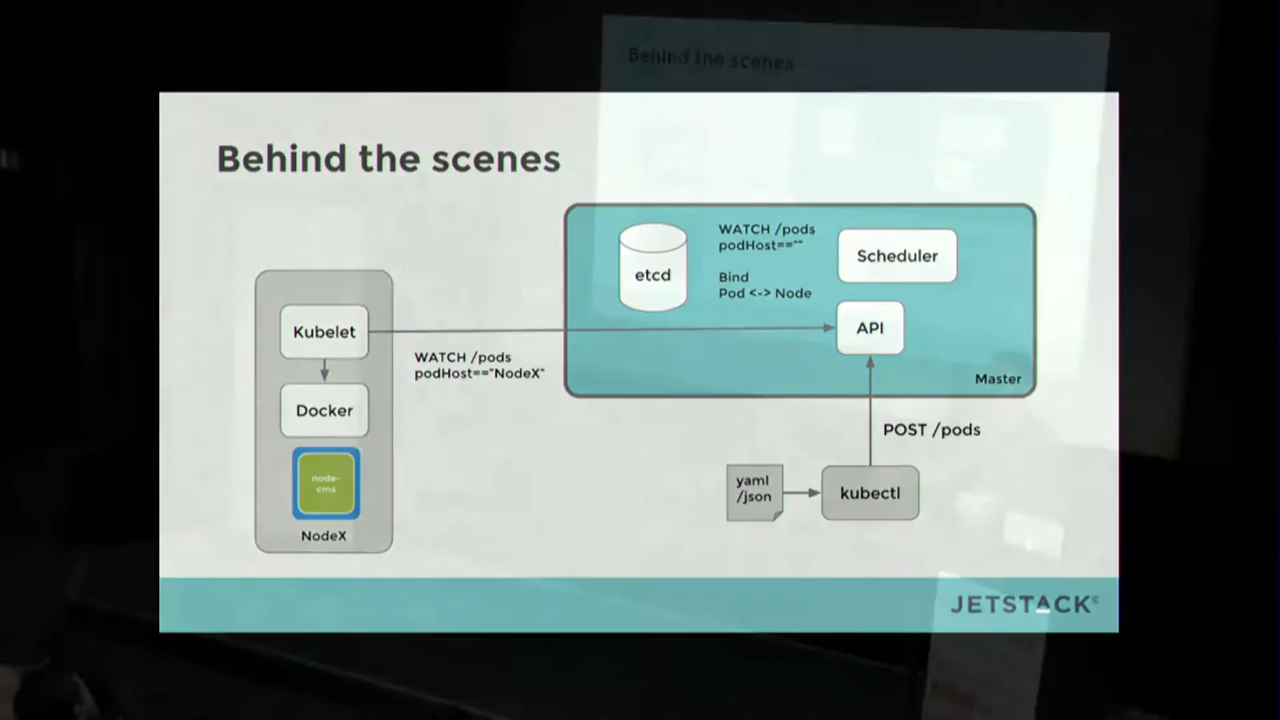 Behind the scenes
Behind the scenes
WATCH /pods
podHost==""
Bind
Pod <-> Node
etcd
Scheduler
API
Master
Kubelet
WATCH /pods
podHost=="NodeX"
Docker
node-
cms
NodeX
POST /pods
yaml
/json
kubectl
JETSTACK